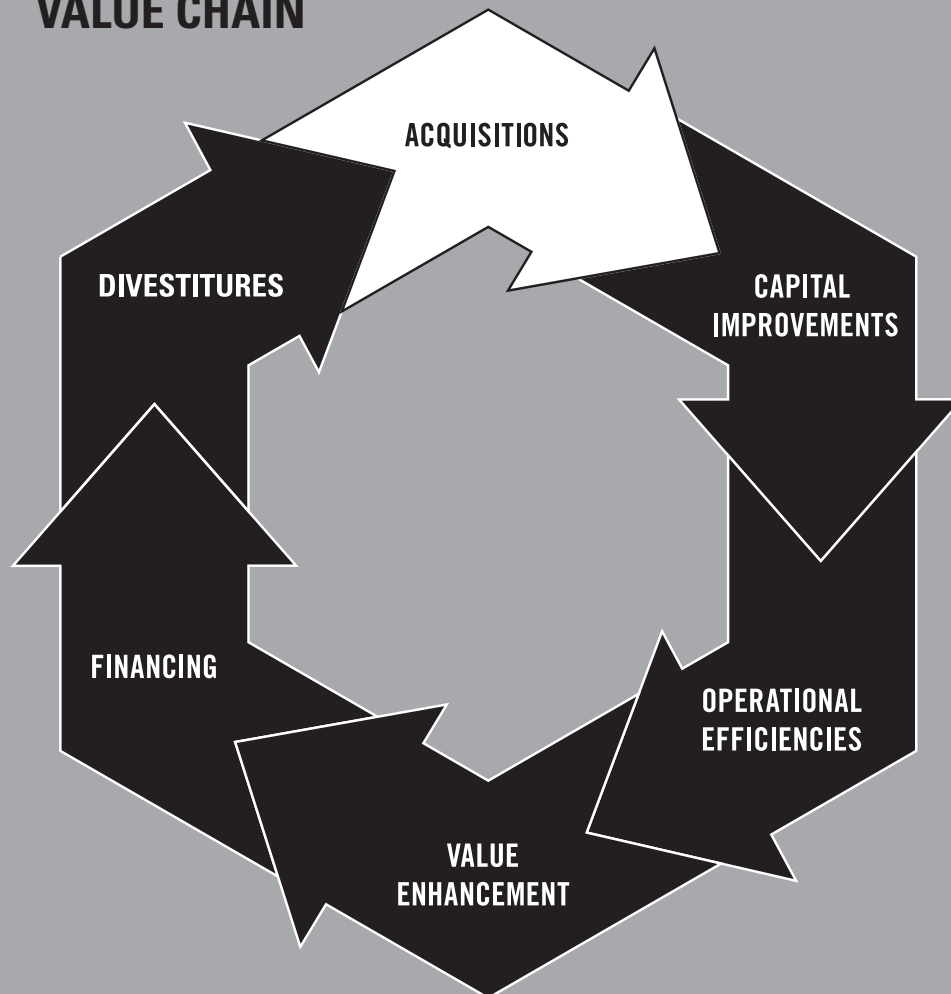 VALUE CHAIN
ACQUISITIONS
CAPITAL
IMPROVEMENTS
OPERATIONAL
EFFICIENCIES
VALUE
ENHANCEMENT
FINANCING
DIVESTITURES